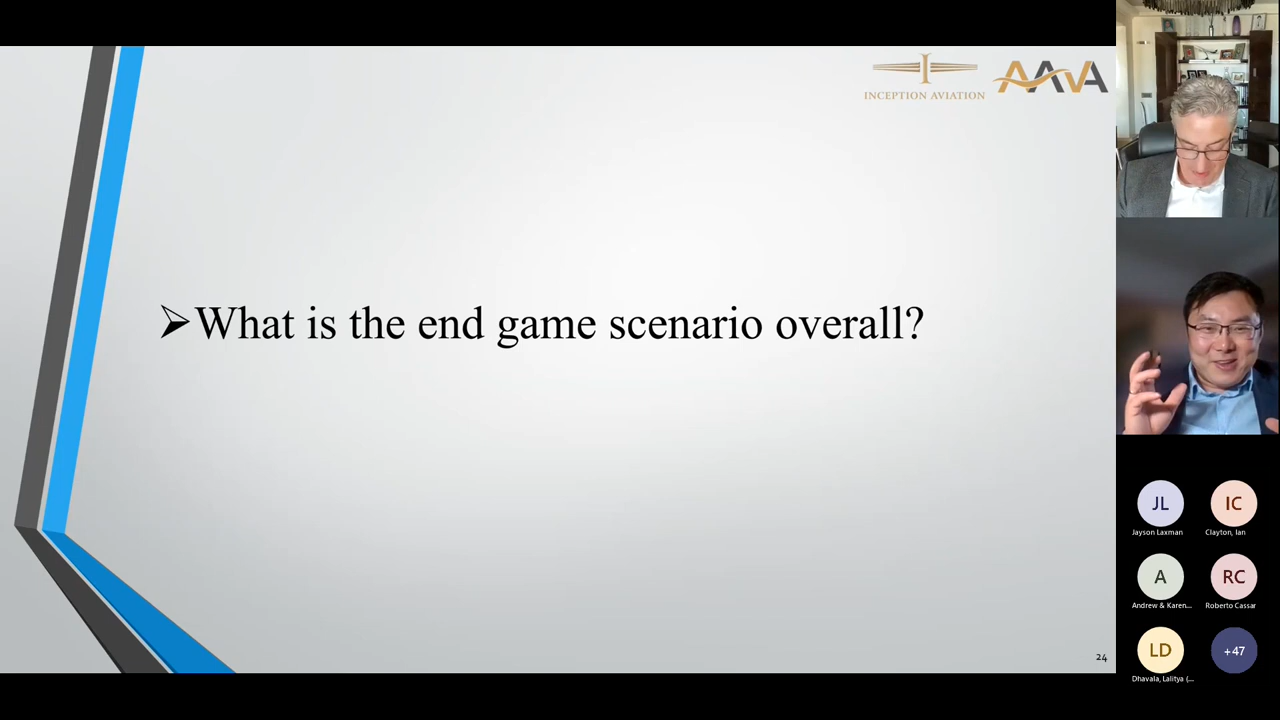 INCEPTION AVIATION
AAVA
➢What is the end game scenario overall?
24
JL
Jayson Laxman
IC
Clayton, Ian
A
Andrew & Karen...
RC
Roberto Cassar
LD
Dhavala, Lalitya (...
+47